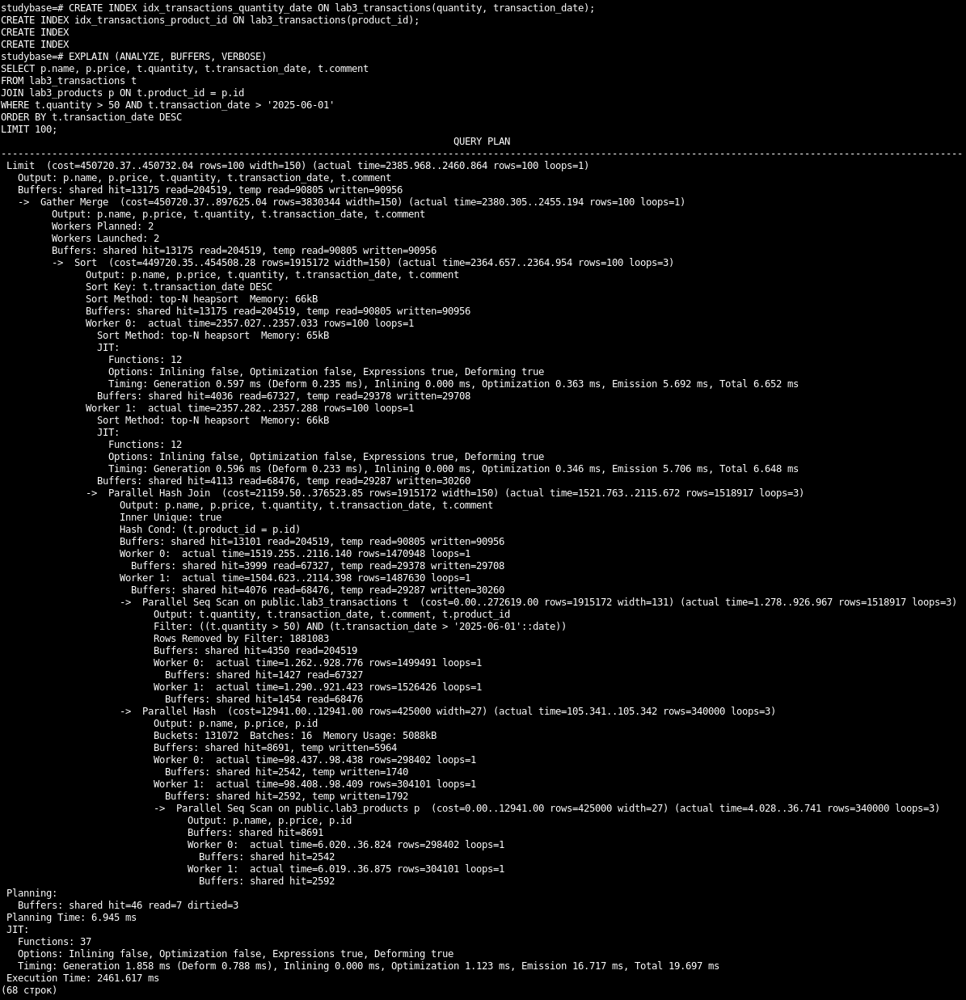 studybase=# CREATE INDEX idx_transactions_quantity_date ON lab3_transactions(quantity, transaction_date);
CREATE INDEX idx_transactions_product_id ON lab3_transactions(product_id);
CREATE INDEX
CREATE INDEX
studybase=# EXPLAIN (ANALYZE, BUFFERS, VERBOSE)
SELECT p.name, p.price, t.quantity, t.transaction_date, t.comment
FROM lab3_transactions t
JOIN lab3_products p ON t.product_id = p.id
WHERE t.quantity > 50 AND t.transaction_date > '2025-06-01'
ORDER BY t.transaction_date DESC
LIMIT 100;
QUERY PLAN
--------------------------------------------------------------------------------------------------------------------------------------------------------------------------
Limit  (cost=450720.37..450732.04 rows=100 width=150) (actual time=2385.968..2460.864 rows=100 loops=1)
Output: p.name, p.price, t.quantity, t.transaction_date, t.comment
Buffers: shared hit=13175 read=204519, temp read=90805 written=90956
->  Gather Merge  (cost=450720.37..897625.04 rows=3830344 width=150) (actual time=2380.305..2455.194 rows=100 loops=1)
Output: p.name, p.price, t.quantity, t.transaction_date, t.comment
Workers Planned: 2
Workers Launched: 2
Buffers: shared hit=13175 read=204519, temp read=90805 written=90956
->  Sort  (cost=449720.35..454508.28 rows=1915172 width=150) (actual time=2364.657..2364.954 rows=100 loops=3)
Output: p.name, p.price, t.quantity, t.transaction_date, t.comment
Sort Key: t.transaction_date DESC
Sort Method: top-N heapsort  Memory: 66kB
Buffers: shared hit=13175 read=204519, temp read=90805 written=90956
Worker 0:  actual time=2357.027..2357.033 rows=100 loops=1
Sort Method: top-N heapsort  Memory: 65kB
JIT:
Functions: 12
Options: Inlining false, Optimization false, Expressions true, Deforming true
Timing: Generation 0.597 ms (Deform 0.235 ms), Inlining 0.000 ms, Optimization 0.363 ms, Emission 5.692 ms, Total 6.652 ms
Buffers: shared hit=4036 read=67327, temp read=29378 written=29708
Worker 1:  actual time=2357.282..2357.288 rows=100 loops=1
Sort Method: top-N heapsort  Memory: 66kB
JIT:
Functions: 12
Options: Inlining false, Optimization false, Expressions true, Deforming true
Timing: Generation 0.596 ms (Deform 0.233 ms), Inlining 0.000 ms, Optimization 0.346 ms, Emission 5.706 ms, Total 6.648 ms
Buffers: shared hit=4113 read=68476, temp read=29287 written=30260
->  Parallel Hash Join  (cost=21159.50..376523.85 rows=1915172 width=150) (actual time=1521.763..2115.672 rows=1518917 loops=3)
Output: p.name, p.price, t.quantity, t.transaction_date, t.comment
Inner Unique: true
Hash Cond: (t.product_id = p.id)
Buffers: shared hit=13101 read=204519, temp read=90805 written=90956
Worker 0:  actual time=1519.255..2116.140 rows=1470948 loops=1
Buffers: shared hit=3999 read=67327, temp read=29378 written=29708
Worker 1:  actual time=1504.623..2114.398 rows=1487630 loops=1
Buffers: shared hit=4076 read=68476, temp read=29287 written=30260
->  Parallel Seq Scan on public.lab3_transactions t  (cost=0.00..272619.00 rows=1915172 width=131) (actual time=1.278..926.967 rows=1518917 loops=3)
Output: t.quantity, t.transaction_date, t.comment, t.product_id
Filter: ((t.quantity > 50) AND (t.transaction_date > '2025-06-01'::date))
Rows Removed by Filter: 1881083
Buffers: shared hit=4350 read=204519
Worker 0:  actual time=1.262..928.776 rows=1499491 loops=1
Buffers: shared hit=1427 read=67327
Worker 1:  actual time=1.290..921.423 rows=1526426 loops=1
Buffers: shared hit=1454 read=68476
->  Parallel Hash  (cost=12941.00..12941.00 rows=425000 width=27) (actual time=105.341..105.342 rows=340000 loops=3)
Output: p.name, p.price, p.id
Buckets: 131072  Batches: 16  Memory Usage: 5088kB
Buffers: shared hit=8691, temp written=5964
Worker 0:  actual time=98.437..98.438 rows=298402 loops=1
Buffers: shared hit=2542, temp written=1740
Worker 1:  actual time=98.408..98.409 rows=304101 loops=1
Buffers: shared hit=2592, temp written=1792
->  Parallel Seq Scan on public.lab3_products p  (cost=0.00..12941.00 rows=425000 width=27) (actual time=4.028..36.741 rows=340000 loops=3)
Output: p.name, p.price, p.id
Buffers: shared hit=8691
Worker 0:  actual time=6.020..36.824 rows=298402 loops=1
Buffers: shared hit=2542
Worker 1:  actual time=6.019..36.875 rows=304101 loops=1
Buffers: shared hit=2592
Planning:
Buffers: shared hit=46 read=7 dirtied=3
Planning Time: 6.945 ms
JIT:
Functions: 37
Options: Inlining false, Optimization false, Expressions true, Deforming true
Timing: Generation 1.858 ms (Deform 0.788 ms), Inlining 0.000 ms, Optimization 1.123 ms, Emission 16.717 ms, Total 19.697 ms
Execution Time: 2461.617 ms
(68 строк)